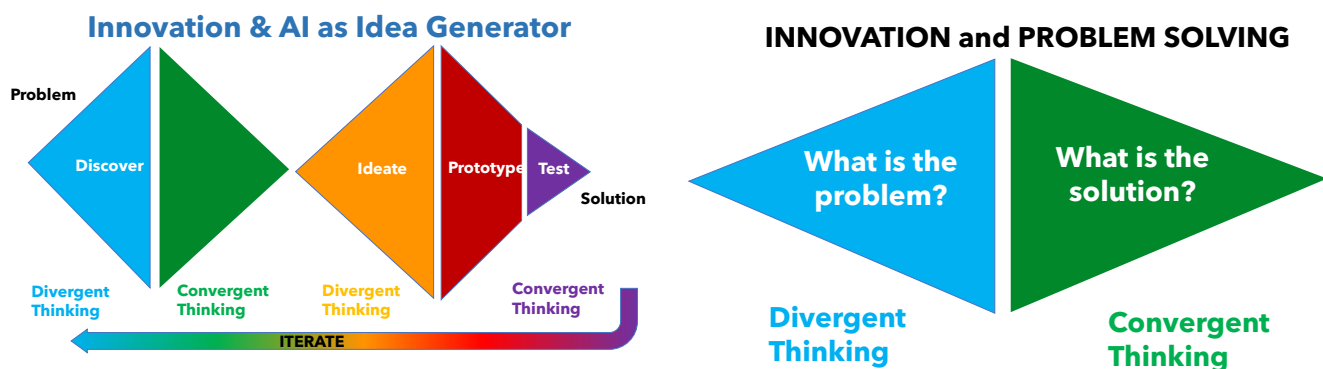 Innovation & AI as Idea Generator
Problem
Discover
Ideate
Prototype
Test
Solution
Divergent
Thinking
Convergent
Thinking
Divergent
Thinking
Convergent
Thinking
ITERATE
INNOVATION and PROBLEM SOLVING
What is the
problem?
What is the
solution?
Divergent
Thinking
Convergent
Thinking